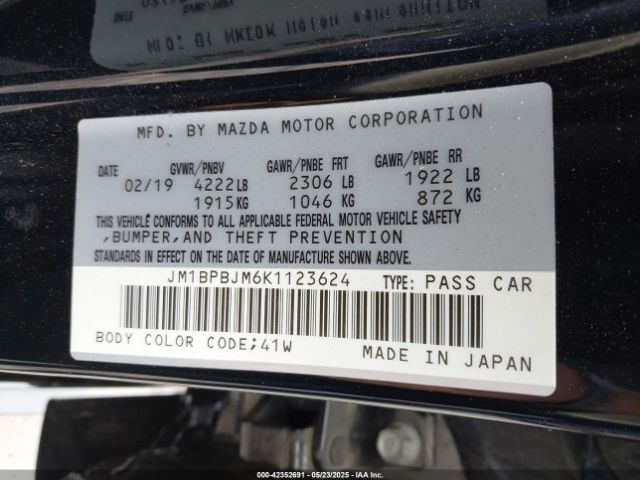 MFD. BY MAZDA MOTOR CORPORATION
DATE GVWR/PNBV GAWR/PNBE FRT GAWR/PNBE RR
02/19 4222LB 2306 LB 1922 LB
1915KG 1046 KG 872 KG
THIS VEHICLE CONFORMS TO ALL APPLICABLE FEDERAL MOTOR VEHICLE SAFETY
,BUMPER,AND THEFT PREVENTION
STANDARDS IN EFFECT ON THE DATE OF MANUFACTURE SHOWN ABOVE.
JM1BPBJM6K1123624 TYPE: PASS CAR
BODY COLOR CODE;41W MADE IN JAPAN
000-42352691 - 05/23/2025 - IAAI.COM